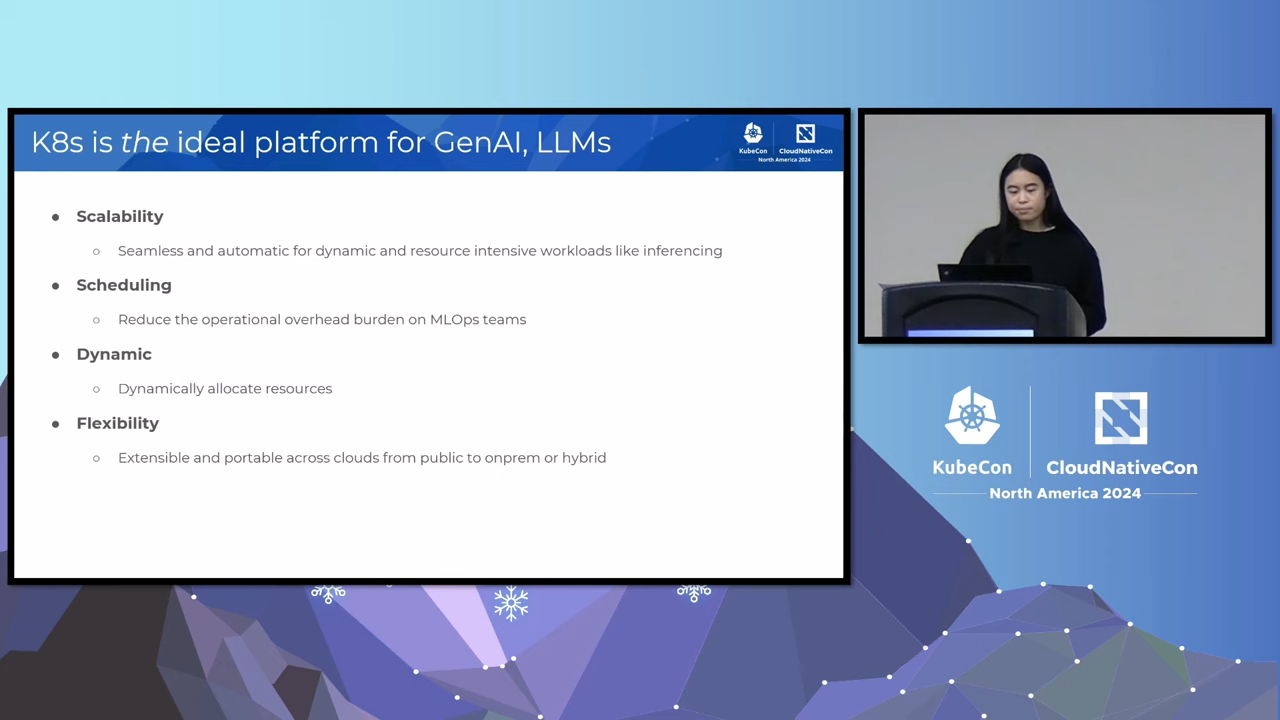 K8s is the ideal platform for GenAI, LLMs
KubeCon
CloudNativeCon
North America 2024
● Scalability
○ Seamless and automatic for dynamic and resource intensive workloads like inferencing
● Scheduling
○ Reduce the operational overhead burden on MLOps teams
● Dynamic
○ Dynamically allocate resources
● Flexibility
○ Extensible and portable across clouds from public to onprem or hybrid
KubeCon
CloudNativeCon
North America 2024